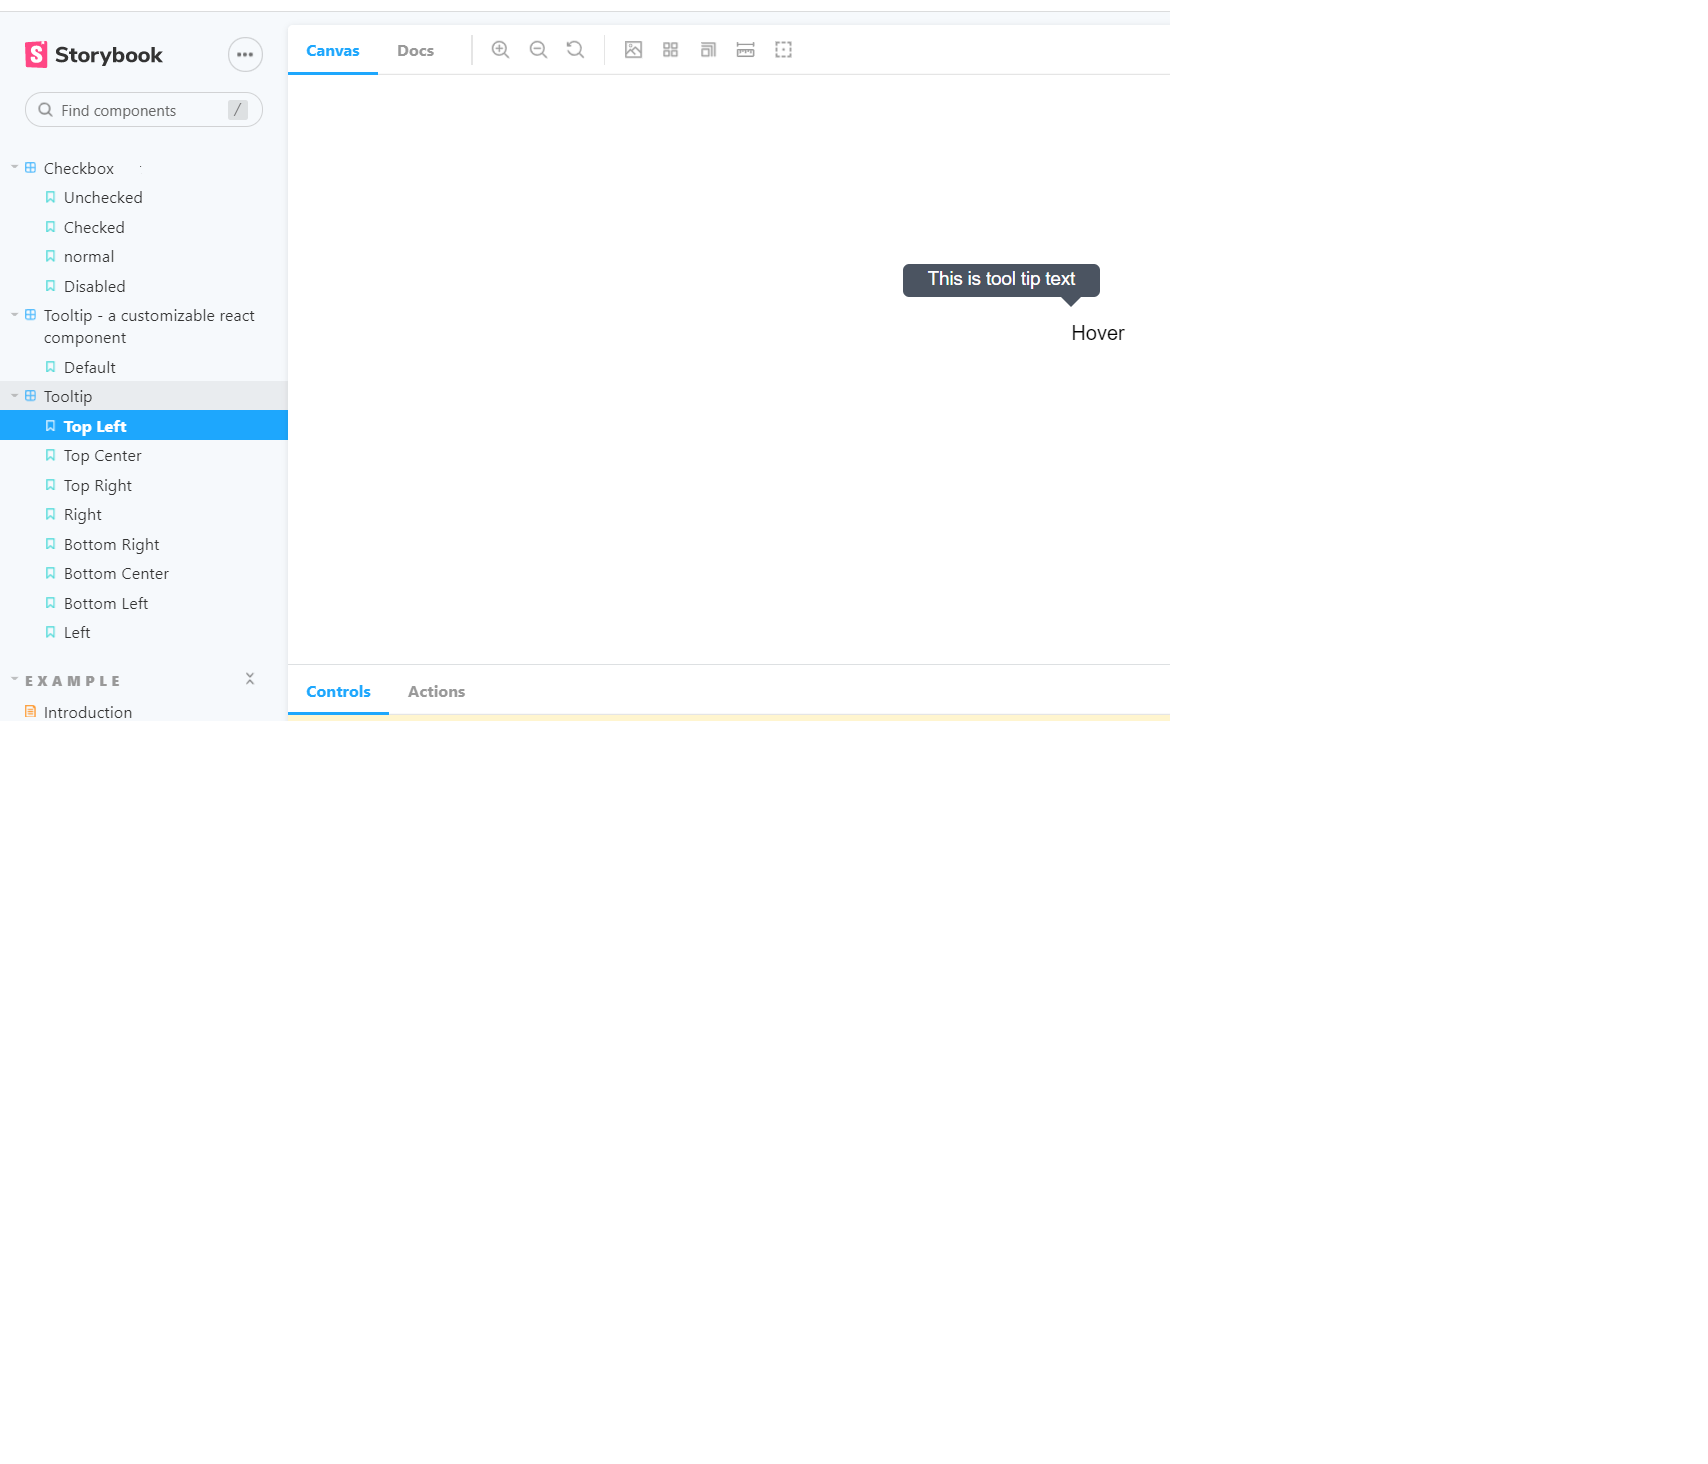 Storybook
Find components
/
Checkbox
Unchecked
Checked
normal
Disabled
Tooltip - a customizable react
component
Default
Tooltip
Top Left
Top Center
Top Right
Right
Bottom Right
Bottom Center
Bottom Left
Left
EXAMPLE
Introduction
Canvas
Docs
This is tool tip text
Hover
Controls
Actions